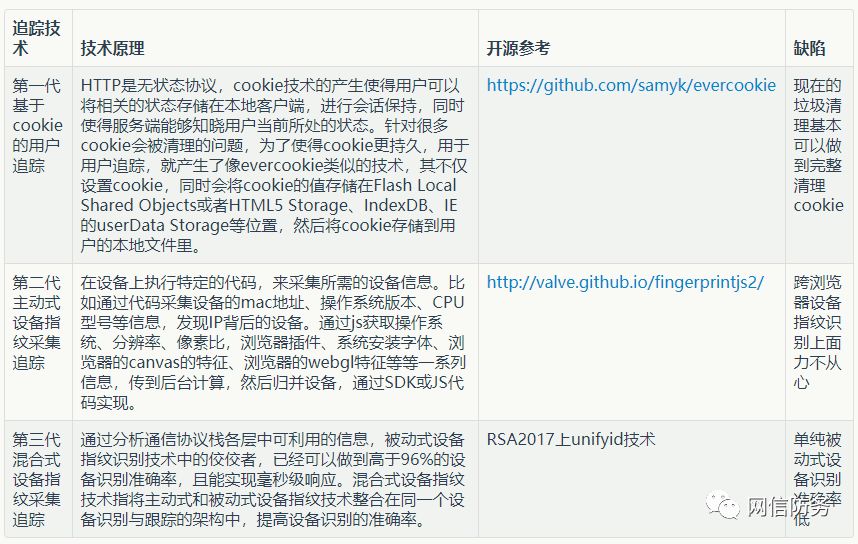 追踪技
术
技术原理
开源参考
缺陷
第一代
基于
cookie
的用户
追踪
HTTP是无状态协议，cookie技术的产生使得用户可以
将相关的状态存储在本地客户端，进行会话保持，同时
使得服务端能够知晓用户当前所处的状态。针对很多
cookie会被清理的问题，为了使得cookie更持久，用于
用户追踪，就产生了像evercookie类似的技术，其不仅
设置cookie，同时会将cookie的值存储在Flash Local
Shared Objects或者HTML5 Storage、IndexDB、IE
的userData Storage等位置，然后将cookie存储到用
户的本地文件里。
https://github.com/samyk/evercookie
现在的
垃圾清
理基本
可以做
到完整
清理
cookie
第二代
主动式
设备指
纹采集
追踪
在设备上执行特定的代码，来采集所需的设备信息。比
如通过代码采集设备的mac地址、操作系统版本、CPU
型号等信息，发现IP背后的设备。通过js获取操作系
统、分辨率、像素比，浏览器插件、系统安装字体、浏
览器的canvas的特征、浏览器的webgl特征等等一系列
信息，传到后台计算，然后归并设备，通过SDK或JS代
码实现。
http://valve.github.io/fingerprintjs2/
跨浏览
器设备
指纹识
别上面
力不从
心
第三代
混合式
设备指
纹采集
追踪
通过分析通信协议栈各层中可利用的信息，被动式设备
指纹识别技术中的佼佼者，已经可以做到高于96%的设
备识别准确率，且能实现毫秒级响应。混合式设备指纹
技术指将主动式和被动式设备指纹技术整合在同一个设
备识别与跟踪的架构中，提高设备识别的准确率。
RSA2017上unifyid技术
单纯被
动式设
备识别
准确率
低
网信防务